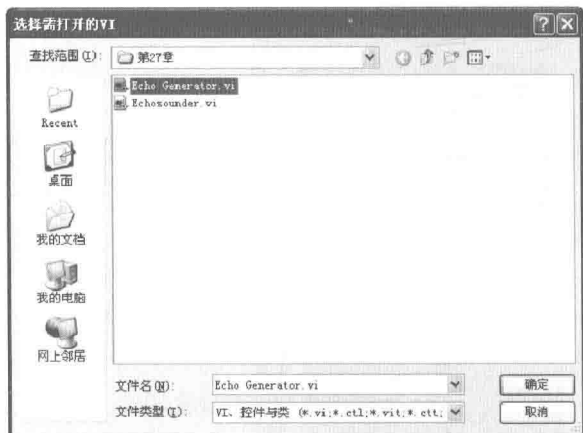 选择需打开的VI
查找范围(I):
第27章
Echo Generator.vi
Echosounder.vi
Recent
桌面
我的文档
我的电脑
网上邻居
文件名(N):
Echo Generator.vi
确定
文件类型(T):
VI、控件与类 (*.vi;*.ctl;*.vit;*.ctt;
取消